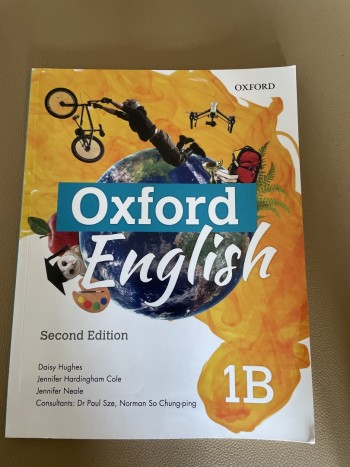 OXFORD
Oxford
English
Second Edition
Daisy Hughes
Jennifer Hardingham Cole
Jennifer Neale
Consultants: Dr Paul Sze, Norman So Chung-ping
1B